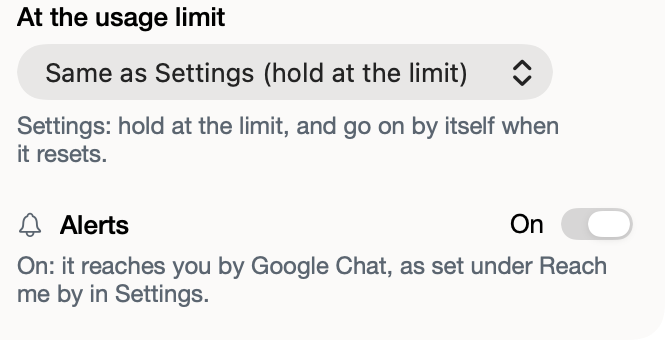 At the usage limit
Same as Settings (hold at the limit)
Settings: hold at the limit, and go on by itself when
it resets.
Alerts
On
On: it reaches you by Google Chat, as set under Reach
me by in Settings.